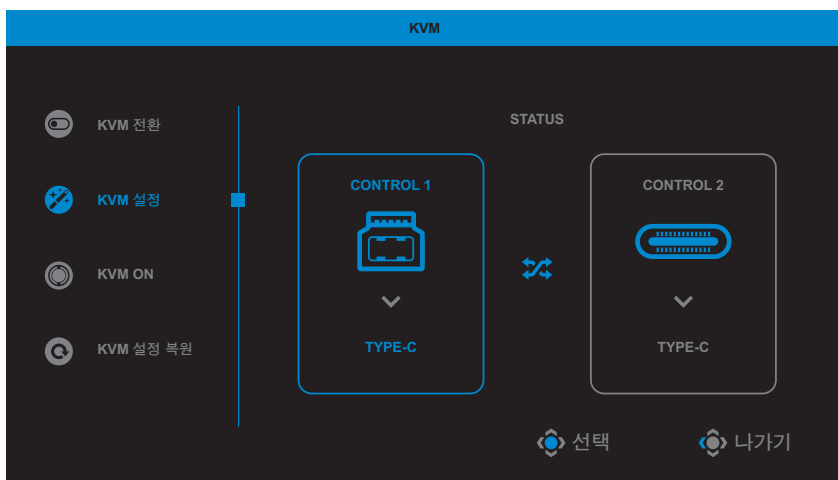 KVM
KVM 전환
KVM 설정
KVM ON
KVM 설정 복원
STATUS
CONTROL 1
TYPE-C
CONTROL 2
TYPE-C
선택
나가기